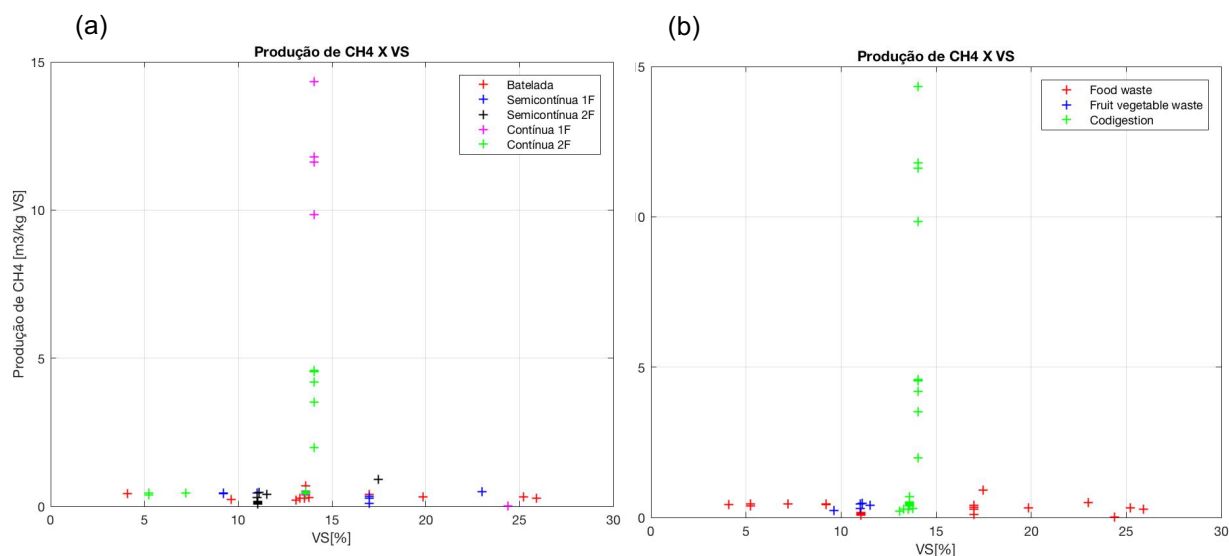 (a)
Produção de CH4 X VS
Produção de CH4 [m3/kg VS]
15
10
5
0
0
5
10
15
20
25
30
VS[%]
Batelada
Semicontínua 1F
Semicontínua 2F
Contínua 1F
Contínua 2F
(b)
Produção de CH4 X VS
5
0
5
0
0
5
10
15
20
25
30
VS[%]
Food waste
Fruit vegetable waste
Codigestion